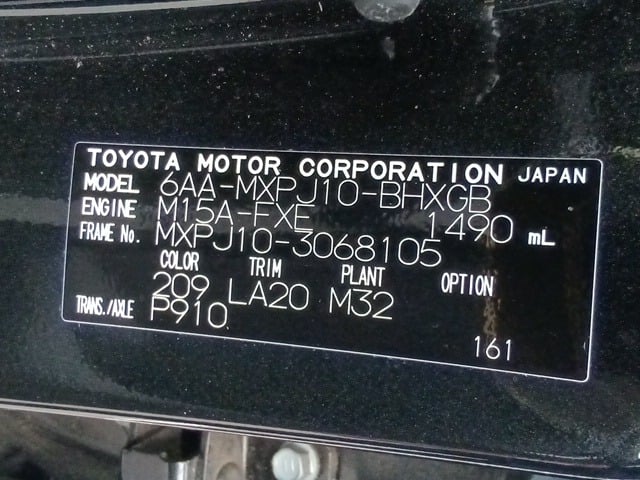 TOYOTA MOTOR CORPORATION JAPAN
MODEL 6AA-MXPJ10-BHXGB
ENGINE M15A-FXE 1490 mL
FRAME No. MXPJ10-3068105
COLOR TRIM PLANT OPTION
209 LA20 M32
TRANS./AXLE P910
161